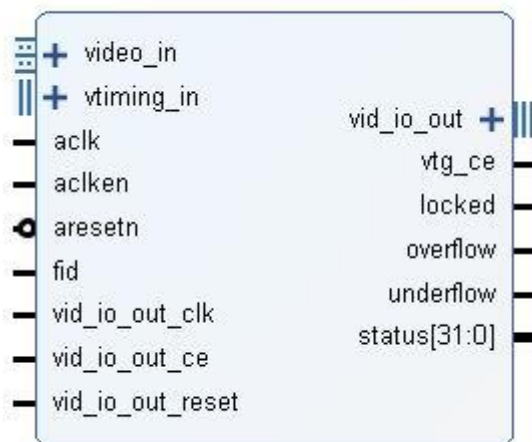 video_in
vtiming_in
aclk
aclken
aresetn
fid
vid_io_out_clk
vid_io_out_ce
vid_io_out_reset
vid_io_out
vtg_ce
locked
overflow
underflow
status[31:0]